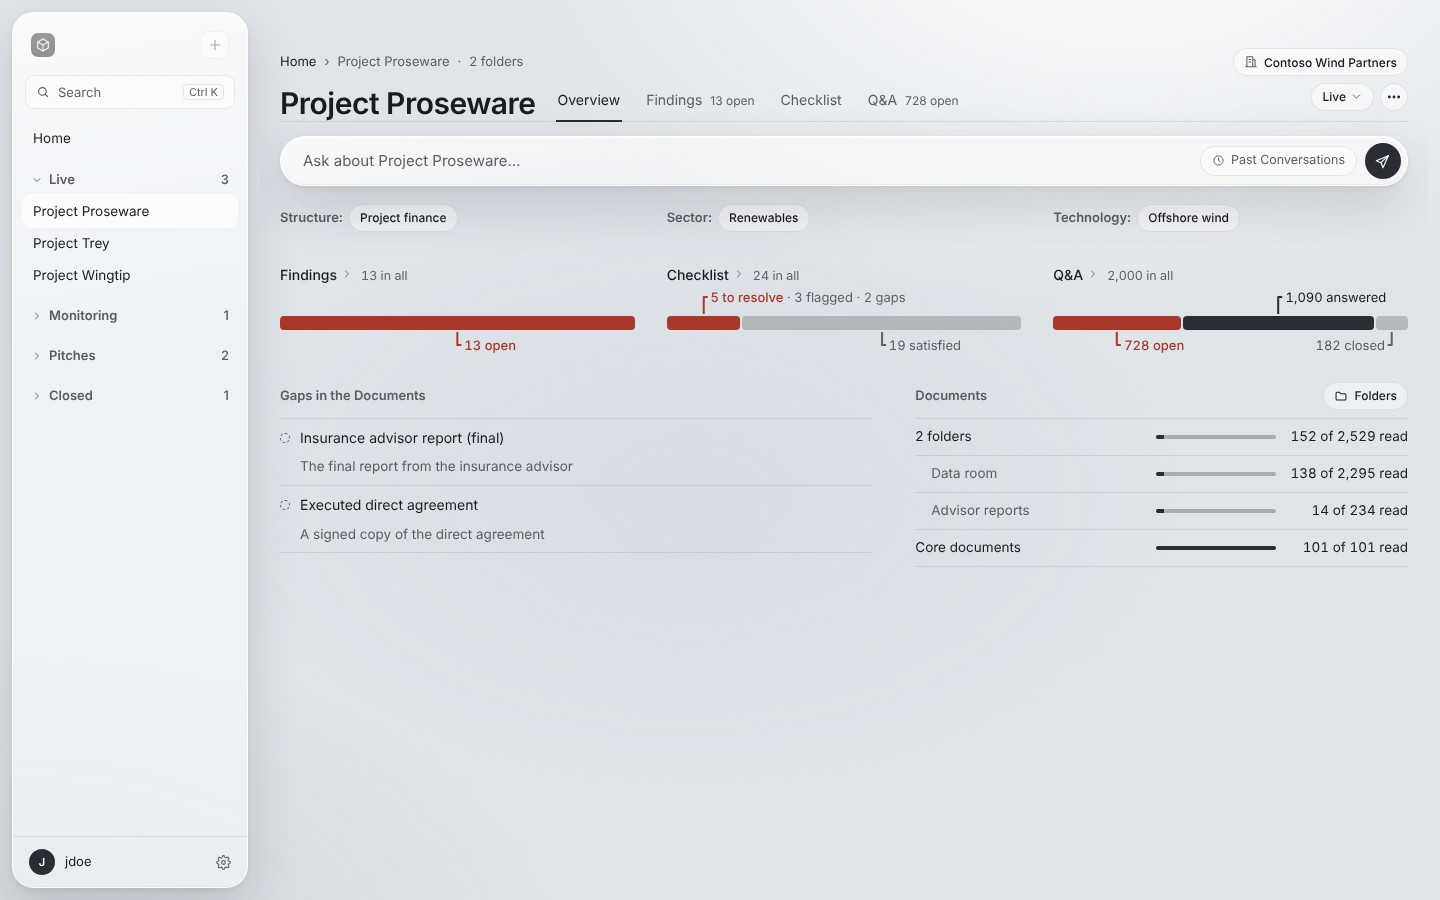 Search
Ctrl K
Home
Live 3
Project Proseware
Project Trey
Project Wingtip
Monitoring 1
Pitches 2
Closed 1
J jdoe
Home › Project Proseware · 2 folders
Contoso Wind Partners
Project Proseware
Overview
Findings 13 open
Checklist
Q&A 728 open
Live
Ask about Project Proseware...
Past Conversations
Structure: Project finance
Sector: Renewables
Technology: Offshore wind
Findings › 13 in all
13 open
Checklist › 24 in all
5 to resolve · 3 flagged · 2 gaps
19 satisfied
Q&A › 2,000 in all
1,090 answered
728 open
182 closed
Gaps in the Documents
Insurance advisor report (final)
The final report from the insurance advisor
Executed direct agreement
A signed copy of the direct agreement
Documents
Folders
2 folders 152 of 2,529 read
Data room 138 of 2,295 read
Advisor reports 14 of 234 read
Core documents 101 of 101 read